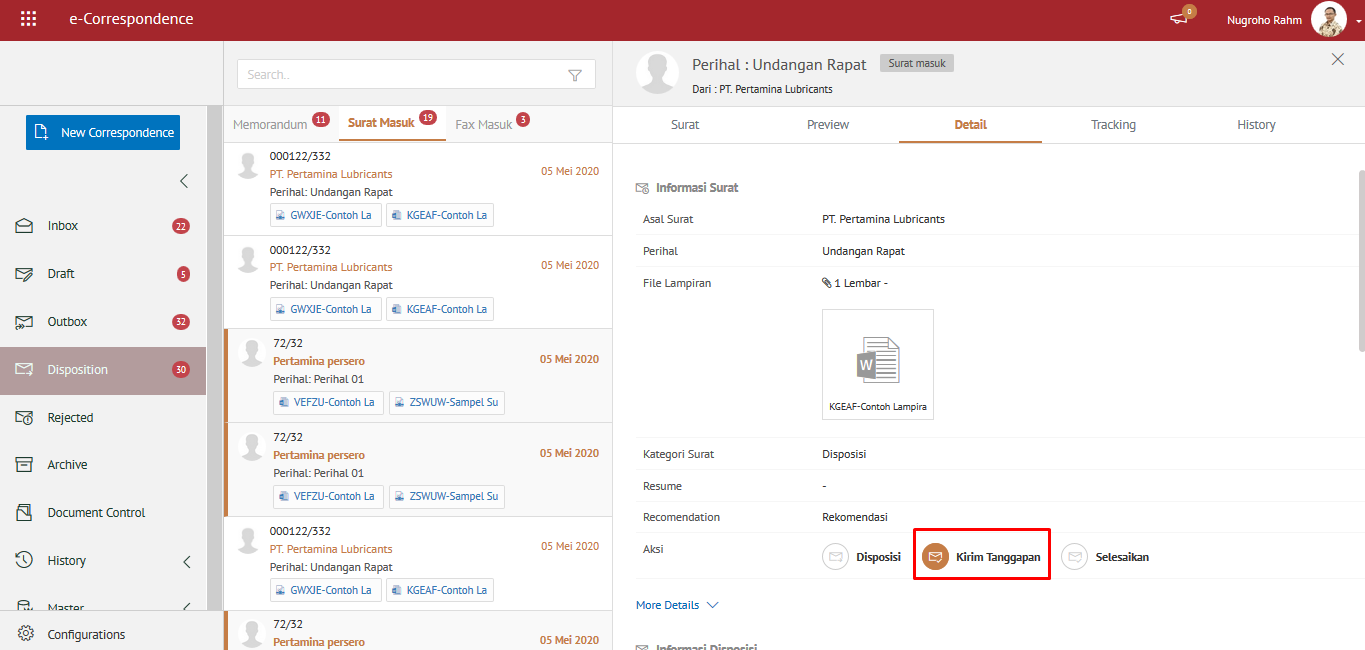 e-Correspondence
0
Nugroho Rahm
New Correspondence
Inbox 22
Draft 5
Outbox 32
Disposition 30
Rejected
Archive
Document Control
History
Master
Configurations
Search..
Memorandum 11 Surat Masuk 19 Fax Masuk 3
000122/332
PT. Pertamina Lubricants 05 Mei 2020
Perihal: Undangan Rapat
GWXJE-Contoh La KGEAF-Contoh La
000122/332
PT. Pertamina Lubricants 05 Mei 2020
Perihal: Undangan Rapat
GWXJE-Contoh La KGEAF-Contoh La
72/32
Pertamina persero 05 Mei 2020
Perihal: Perihal 01
VEFZU-Contoh La ZSWUW-Sampel Su
72/32
Pertamina persero 05 Mei 2020
Perihal: Perihal 01
VEFZU-Contoh La ZSWUW-Sampel Su
000122/332
PT. Pertamina Lubricants 05 Mei 2020
Perihal: Undangan Rapat
GWXJE-Contoh La KGEAF-Contoh La
72/32
Pertamina persero 05 Mei 2020
Perihal : Undangan Rapat Surat masuk
Dari : PT. Pertamina Lubricants
Surat Preview Detail Tracking History
Informasi Surat
Asal Surat PT. Pertamina Lubricants
Perihal Undangan Rapat
File Lampiran 1 Lembar -
W
KGEAF-Contoh Lampira
Kategori Surat Disposisi
Resume -
Recomendation Rekomendasi
Aksi Disposisi Kirim Tanggapan Selesaikan
More Details
Informasi Disposisi